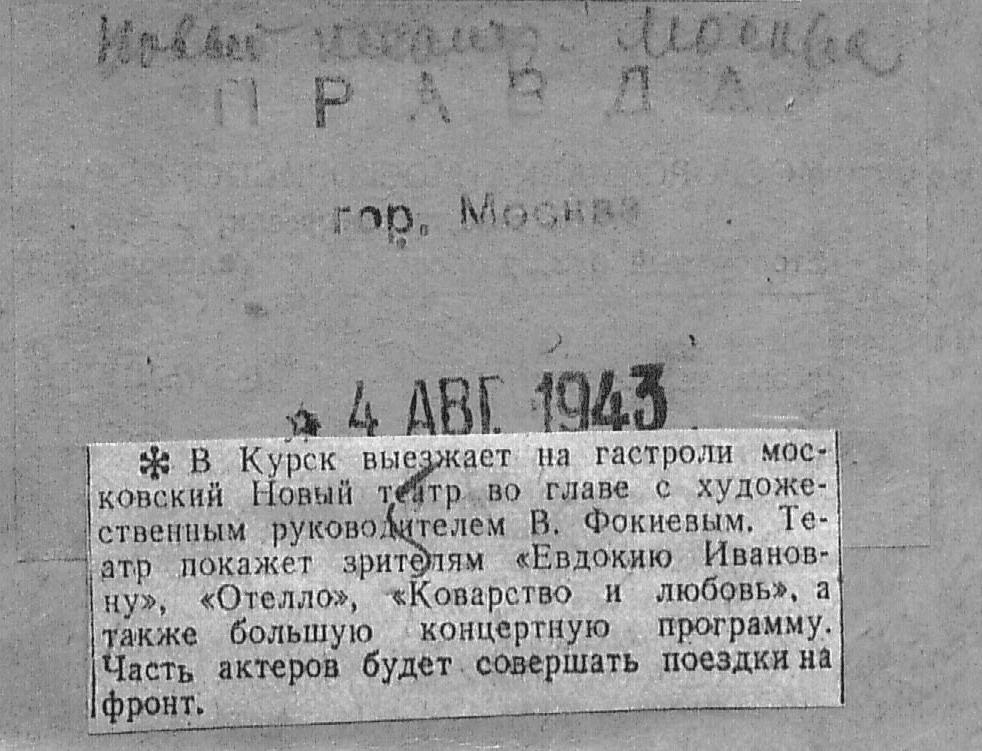 Новый театр. Москва
ПРАВДА
гор. Москва
4 АВГ. 1943
✻ В Курск выезжает на гастроли мос-
ковский Новый театр во главе с художе-
ственным руководителем В. Фокиевым. Те-
атр покажет зрителям «Евдокию Иванов-
ну», «Отелло», «Коварство и любовь», а
также большую концертную программу.
Часть актеров будет совершать поездки на
фронт.